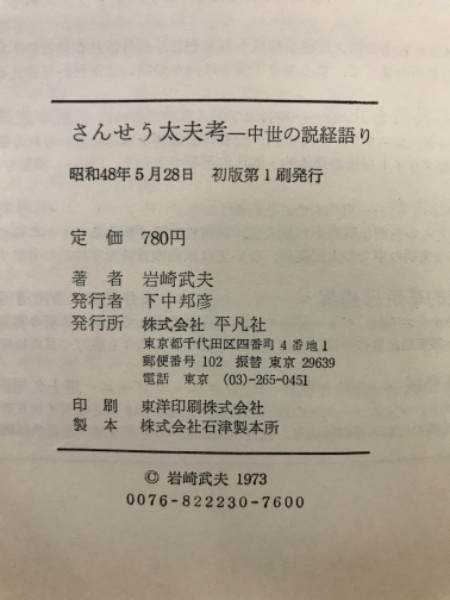 さんせう太夫考—中世の説経語り
昭和48年5月28日 初版第1刷発行
定価 780円
著者 岩崎武夫
発行者 下中邦彦
発行所 株式会社 平凡社
東京都千代田区四番町4番地1
郵便番号102 振替 東京 29639
電話 東京 (03)-265-0451
印刷 東洋印刷株式会社
製本 株式会社石津製本所
© 岩崎武夫 1973
0076-822230-7600